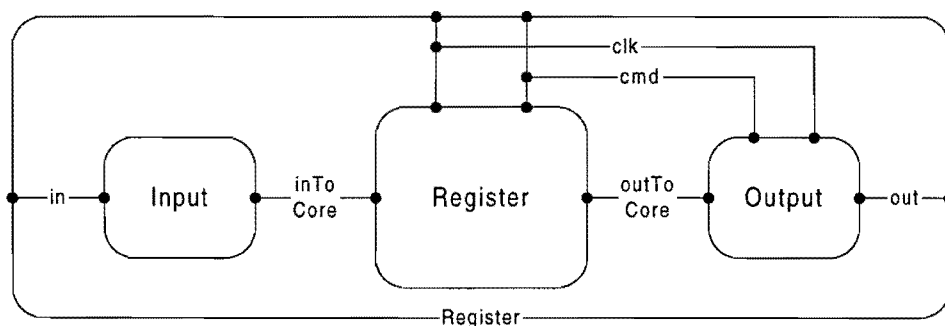 clk
cmd
in
Input
inTo
Core
Register
outTo
Core
Output
out
Register